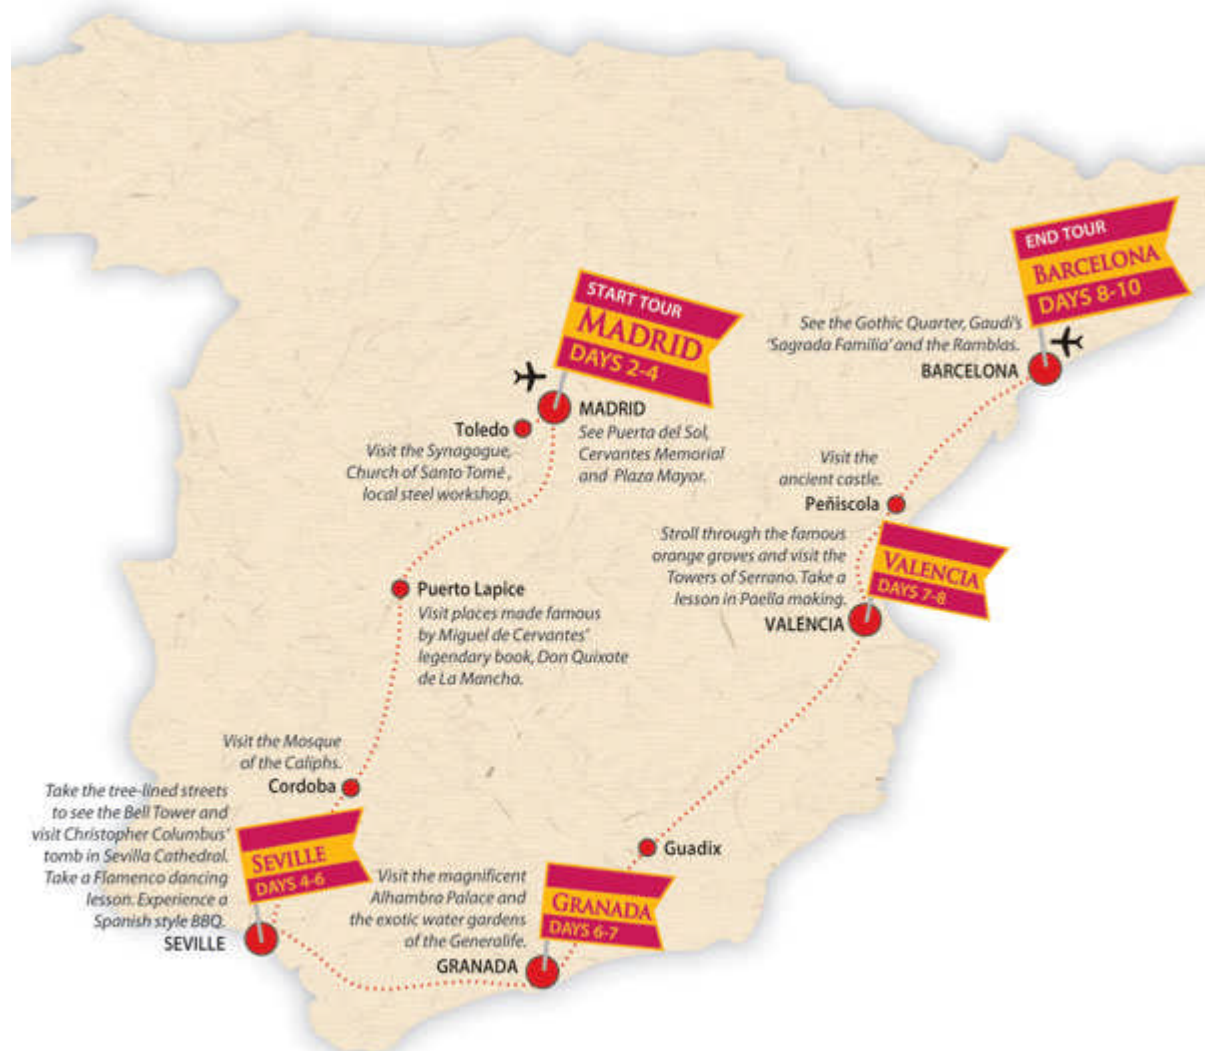 START TOUR
MADRID
DAYS 2-4
MADRID
See Puerta del Sol,
Cervantes Memorial
and Plaza Mayor.
Toledo
Visit the Synagogue,
Church of Santo Tomé ,
local steel workshop.
Puerto Lapice
Visit places made famous
by Miguel de Cervantes'
legendary book, Don Quixote
de La Mancha.
Visit the Mosque
of the Caliphs.
Cordoba
Take the tree-lined streets
to see the Bell Tower and
visit Christopher Columbus'
tomb in Sevilla Cathedral.
Take a Flamenco dancing
lesson. Experience a
Spanish style BBQ.
SEVILLE
SEVILLE
DAYS 4-6
Visit the magnificent
Alhambra Palace and
the exotic water gardens
of the Generalife.
GRANADA
GRANADA
DAYS 6-7
Guadix
Stroll through the famous
orange groves and visit the
Towers of Serrano. Take a
lesson in Paella making.
VALENCIA
VALENCIA
DAYS 7-8
Visit the
ancient castle.
Peñiscola
END TOUR
BARCELONA
DAYS 8-10
See the Gothic Quarter, Gaudi's
'Sagrada Familia' and the Ramblas.
BARCELONA